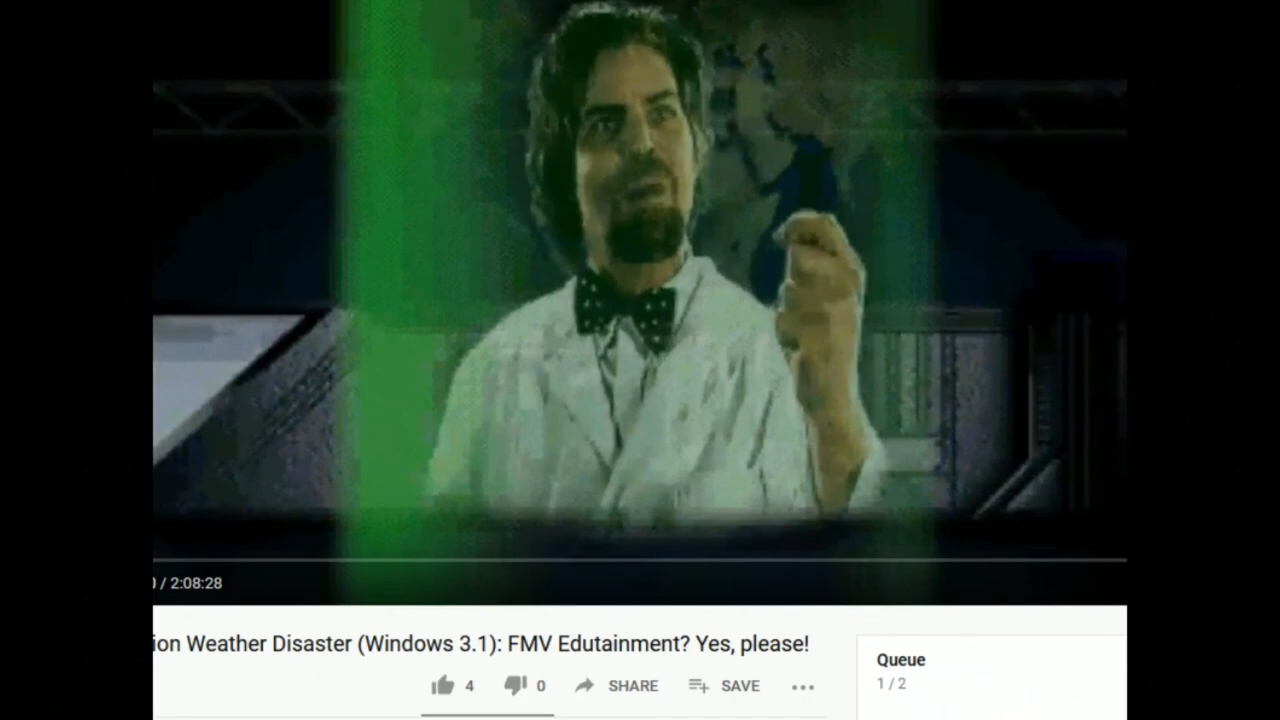 / 2:08:28
ion Weather Disaster (Windows 3.1): FMV Edutainment? Yes, please!
4 0 SHARE SAVE
Queue
1 / 2